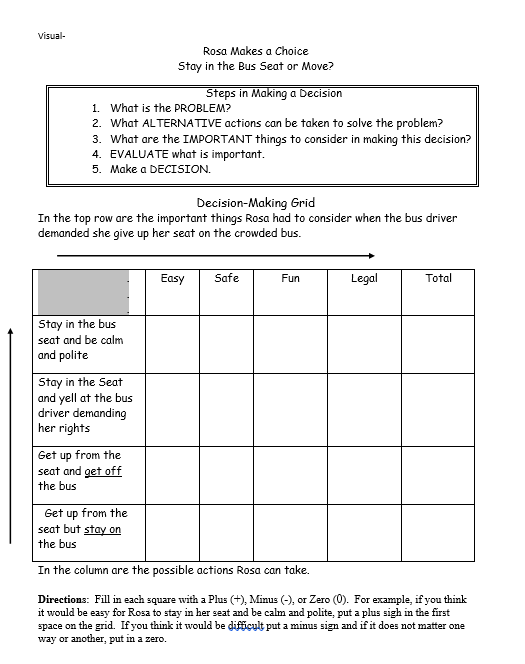 Visual-
Rosa Makes a Choice
Stay in the Bus Seat or Move?
Steps in Making a Decision
1. What is the PROBLEM?
2. What ALTERNATIVE actions can be taken to solve the problem?
3. What are the IMPORTANT things to consider in making this decision?
4. EVALUATE what is important.
5. Make a DECISION.
Decision-Making Grid
In the top row are the important things Rosa had to consider when the bus driver
demanded she give up her seat on the crowded bus.
Easy Safe Fun Legal Total
Stay in the bus
seat and be calm
and polite
Stay in the Seat
and yell at the bus
driver demanding
her rights
Get up from the
seat and get off
the bus
Get up from the
seat but stay on
the bus
In the column are the possible actions Rosa can take.
Directions: Fill in each square with a Plus (+), Minus (-), or Zero (0). For example, if you think
it would be easy for Rosa to stay in her seat and be calm and polite, put a plus sigh in the first
space on the grid. If you think it would be difficult put a minus sign and if it does not matter one
way or another, put in a zero.